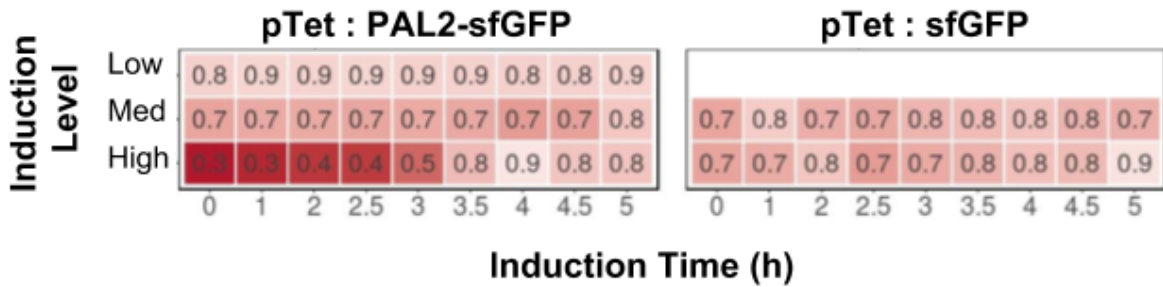 pTet : PAL2-sfGFP pTet : sfGFP
Induction Level
Low 0.8 0.9 0.9 0.9 0.9 0.9 0.8 0.8 0.9
Med 0.7 0.7 0.7 0.7 0.7 0.7 0.7 0.7 0.8 0.7 0.8 0.7 0.7 0.8 0.8 0.8 0.8 0.7
High 0.3 0.3 0.4 0.4 0.5 0.8 0.9 0.8 0.8 0.7 0.7 0.8 0.7 0.7 0.8 0.8 0.8 0.9
0 1 2 2.5 3 3.5 4 4.5 5 0 1 2 2.5 3 3.5 4 4.5 5
Induction Time (h)